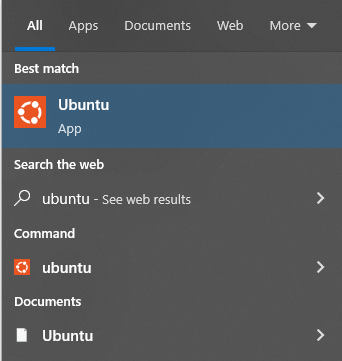 All Apps Documents Web More
Best match
Ubuntu
App
Search the web
ubuntu - See web results
Command
ubuntu
Documents
Ubuntu